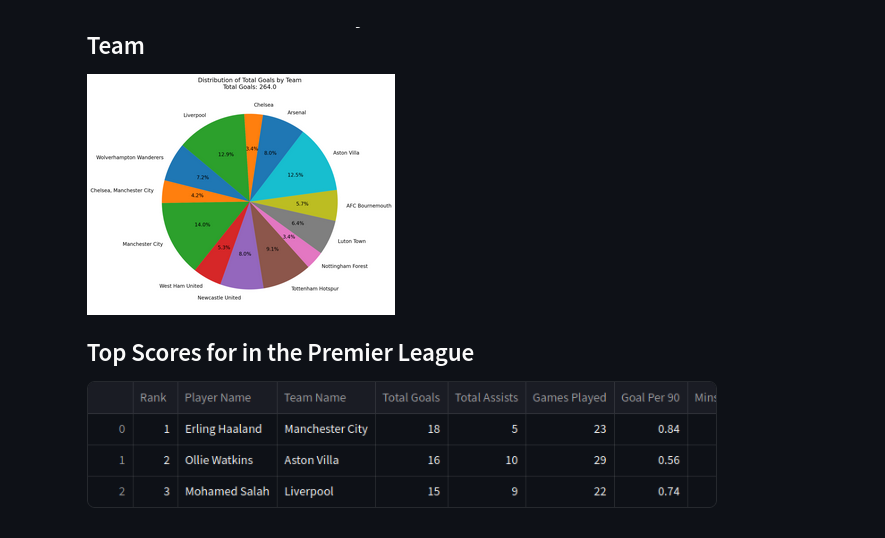 Team
Distribution of Total Goals by Team
Total Goals: 264.0
Chelsea
Arsenal
Liverpool
Aston Villa
Wolverhampton Wanderers
Chelsea, Manchester City
AFC Bournemouth
Manchester City
Luton Town
Nottingham Forest
West Ham United
Tottenham Hotspur
Newcastle United
3.4%
8.0%
12.9%
12.5%
7.2%
4.2%
5.7%
14.0%
6.4%
3.4%
5.3%
8.0%
9.1%
Top Scores for in the Premier League
Rank Player Name Team Name Total Goals Total Assists Games Played Goal Per 90 Mins
0 1 Erling Haaland Manchester City 18 5 23 0.84
1 2 Ollie Watkins Aston Villa 16 10 29 0.56
2 3 Mohamed Salah Liverpool 15 9 22 0.74